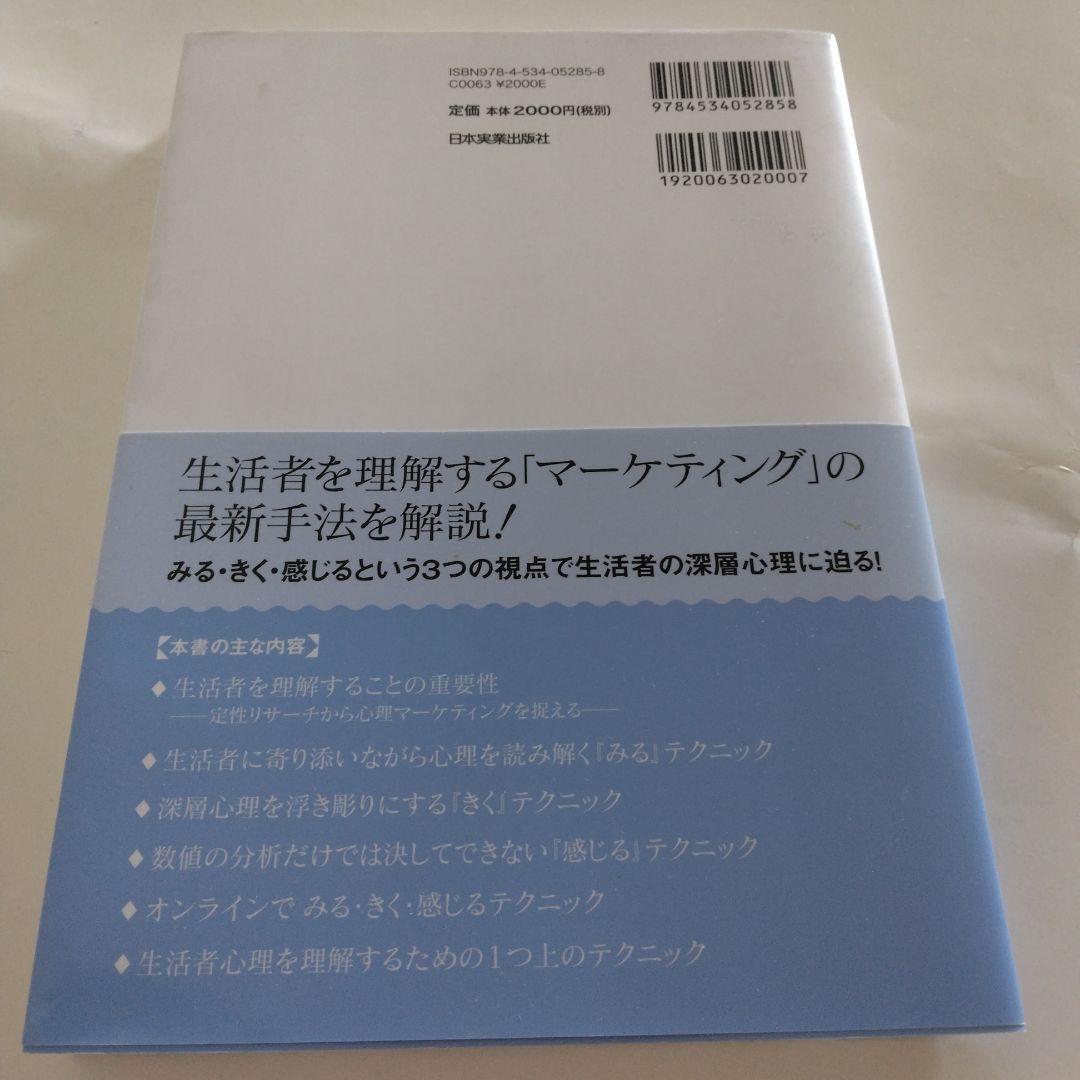 ISBN978-4-534-05285-8
C0063 ¥2000E
定価 本体2000円(税別)
日本実業出版社
9784534052858
1920063020007
生活者を理解する「マーケティング」の
最新手法を解説!
みる・きく・感じるという3つの視点で生活者の深層心理に迫る!
【本書の主な内容】
◆生活者を理解することの重要性
——定性リサーチから心理マーケティングを捉える——
◆生活者に寄り添いながら心理を読み解く『みる』テクニック
◆深層心理を浮き彫りにする『きく』テクニック
◆数値の分析だけでは決してできない『感じる』テクニック
◆オンラインで みる・きく・感じるテクニック
◆生活者心理を理解するための1つ上のテクニック